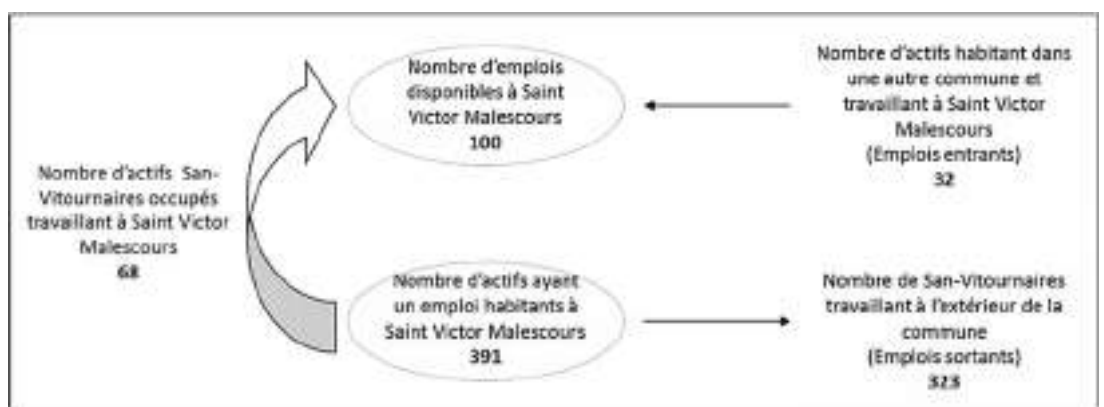 Nombre d'emplois
disponibles à Saint
Victor Malescours
100
Nombre d'actifs habitant dans
une autre commune et
travaillant à Saint Victor
Malescours
(Emplois entrants)
32
Nombre d'actifs San-
Vitournaires occupés
travaillant à Saint Victor
Malescours
68
Nombre d'actifs ayant
un emploi habitants à
Saint Victor Malescours
391
Nombre de San-Vitournaires
travaillant à l'extérieur de la
commune
(Emplois sortants)
323